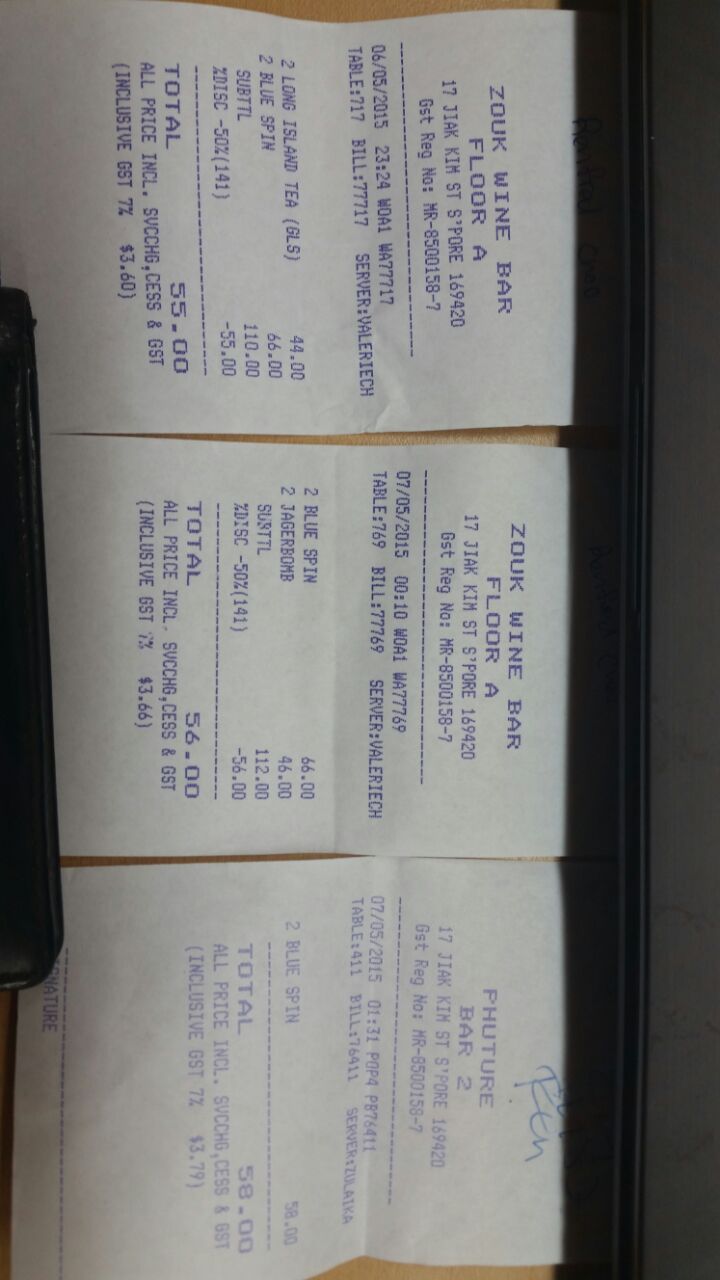 ZOUK WINE BAR
FLOOR A
17 JIAK KIM ST S'PORE 169420
Gst Reg No: MR-8500158-7
06/05/2015 23:24 WOA1 WA77717
TABLE:717 BILL:77717 SERVER:VALERIECH
2 LONG ISLAND TEA (GLS) 44.00
2 BLUE SPIN 66.00
SUBTTL 110.00
%DISC -50%(141) -55.00
TOTAL 55.00
ALL PRICE INCL. SVCCHG,CESS & GST
(INCLUSIVE GST 7% $3.60)
ZOUK WINE BAR
FLOOR A
17 JIAK KIM ST S'PORE 169420
Gst Reg No: MR-8500158-7
07/05/2015 00:10 WOA1 WA77769
TABLE:769 BILL:77769 SERVER:VALERIECH
2 BLUE SPIN 66.00
2 JAGERBOMB 46.00
SUBTTL 112.00
%DISC -50%(141) -56.00
TOTAL 56.00
ALL PRICE INCL. SVCCHG,CESS & GST
(INCLUSIVE GST 7% $3.66)
PHUTURE
BAR 2
17 JIAK KIM ST S'PORE 169420
Gst Reg No: MR-8500158-7
07/05/2015 01:31 POP4 PB76411
TABLE:411 BILL:76411 SERVER:ZULAIKA
2 BLUE SPIN 58.00
TOTAL 58.00
ALL PRICE INCL. SVCCHG,CESS & GST
(INCLUSIVE GST 7% $3.79)